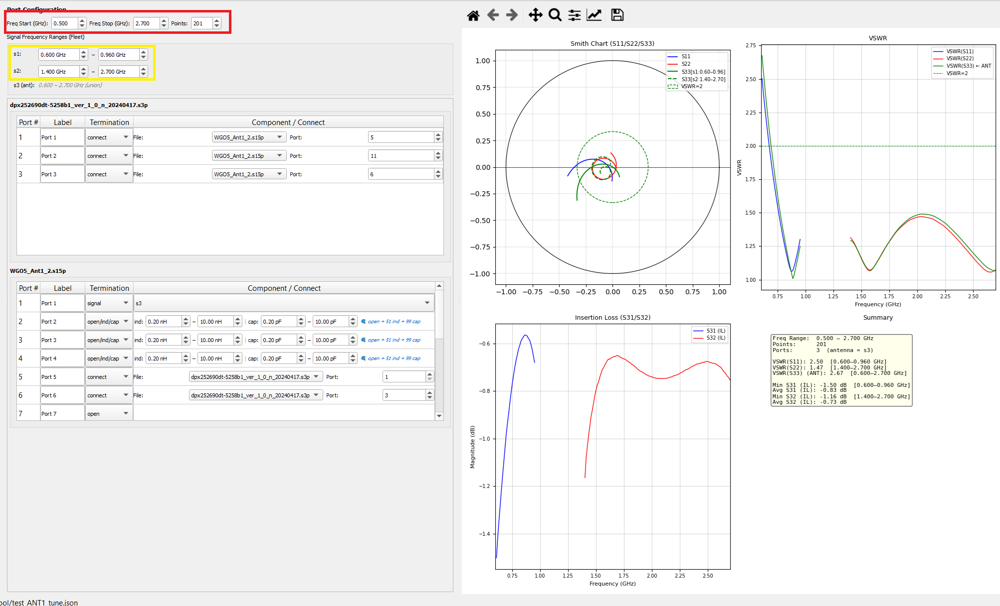 Port Configuration
Freq Start (GHz): 0.500 Freq Stop (GHz): 2.700 Points: 201
Signal Frequency Ranges (Fleet)
s1: 0.600 GHz – 0.960 GHz
s2: 1.400 GHz – 2.700 GHz
s3 (ant): 0.600 – 2.700 GHz (union)
dpx252690dt-5258b1_ver_1_0_n_20240417.s3p
Port # Label Termination Component / Connect
1 Port 1 connect File: WGO5_Ant1_2.s15p Port: 5
2 Port 2 connect File: WGO5_Ant1_2.s15p Port: 11
3 Port 3 connect File: WGO5_Ant1_2.s15p Port: 6
WGO5_Ant1_2.s15p
Port # Label Termination Component / Connect
1 Port 1 signal s3
2 Port 2 open/ind/cap ind: 0.20 nH – 10.00 nH | cap: 0.20 pF – 10.00 pF open + 51 ind + 99 cap
3 Port 3 open/ind/cap ind: 0.20 nH – 10.00 nH | cap: 0.20 pF – 10.00 pF open + 51 ind + 99 cap
4 Port 4 open/ind/cap ind: 0.20 nH – 10.00 nH | cap: 0.20 pF – 10.00 pF open + 51 ind + 99 cap
5 Port 5 connect File: dpx252690dt-5258b1_ver_1_0_n_20240417.s3p Port: 1
6 Port 6 connect File: dpx252690dt-5258b1_ver_1_0_n_20240417.s3p Port: 3
7 Port 7 open
ool/test_ANT1_tune.json
Smith Chart (S11/S22/S33)
S11
S22
S33[s1:0.60–0.96]
S33[s2:1.40–2.70]
VSWR=2
1.00
0.75
0.50
0.25
0.00
−0.25
−0.50
−0.75
−1.00
−1.00 −0.75 −0.50 −0.25 0.00 0.25 0.50 0.75 1.00
VSWR
VSWR(S11)
VSWR(S22)
VSWR(S33) ← ANT
VSWR=2
2.75
2.50
2.25
2.00
1.75
1.50
1.25
1.00
VSWR
0.75 1.00 1.25 1.50 1.75 2.00 2.25 2.50
Frequency (GHz)
Insertion Loss (S31/S32)
S31 (IL)
S32 (IL)
−0.6
−0.8
−1.0
−1.2
−1.4
Magnitude (dB)
0.75 1.00 1.25 1.50 1.75 2.00 2.25 2.50
Frequency (GHz)
Summary
Freq Range: 0.500 – 2.700 GHz
Points: 201
Ports: 3 (antenna = s3)
VSWR(S11): 2.50 [0.600–0.960 GHz]
VSWR(S22): 1.47 [1.400–2.700 GHz]
VSWR(S33) (ANT): 2.67 [0.600–2.700 GHz]
Min S31 (IL): -1.50 dB [0.600–0.960 GHz]
Avg S31 (IL): -0.83 dB
Min S32 (IL): -1.16 dB [1.400–2.700 GHz]
Avg S32 (IL): -0.73 dB